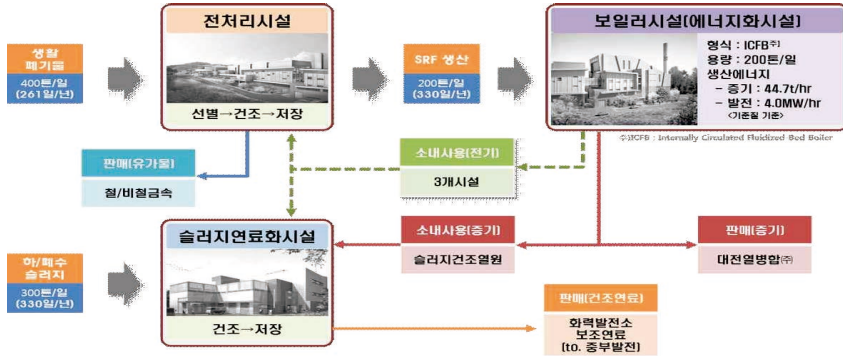 전처리시설
보일러시설(에너지화시설)
생활
폐기물
400톤/일
(261일/년)
선별→건조→저장
SRF 생산
200톤/일
(330일/년)
형식 : ICFB주)
용량 : 200톤/일
생산에너지
- 증기 : 44.7t/hr
- 발전 : 4.0MW/hr
<기준질 기준>
주)ICFB : Internally Circulated Fluidized Bed Boiler
판매(유가물)
철/비철금속
소내사용(전기)
3개시설
슬러지연료화시설
소내사용(증기)
슬러지건조열원
판매(증기)
대전열병합㈜
하/폐수
슬러지
300톤/일
(330일/년)
건조→저장
판매(건조연료)
화력발전소
보조연료
(to. 중부발전)